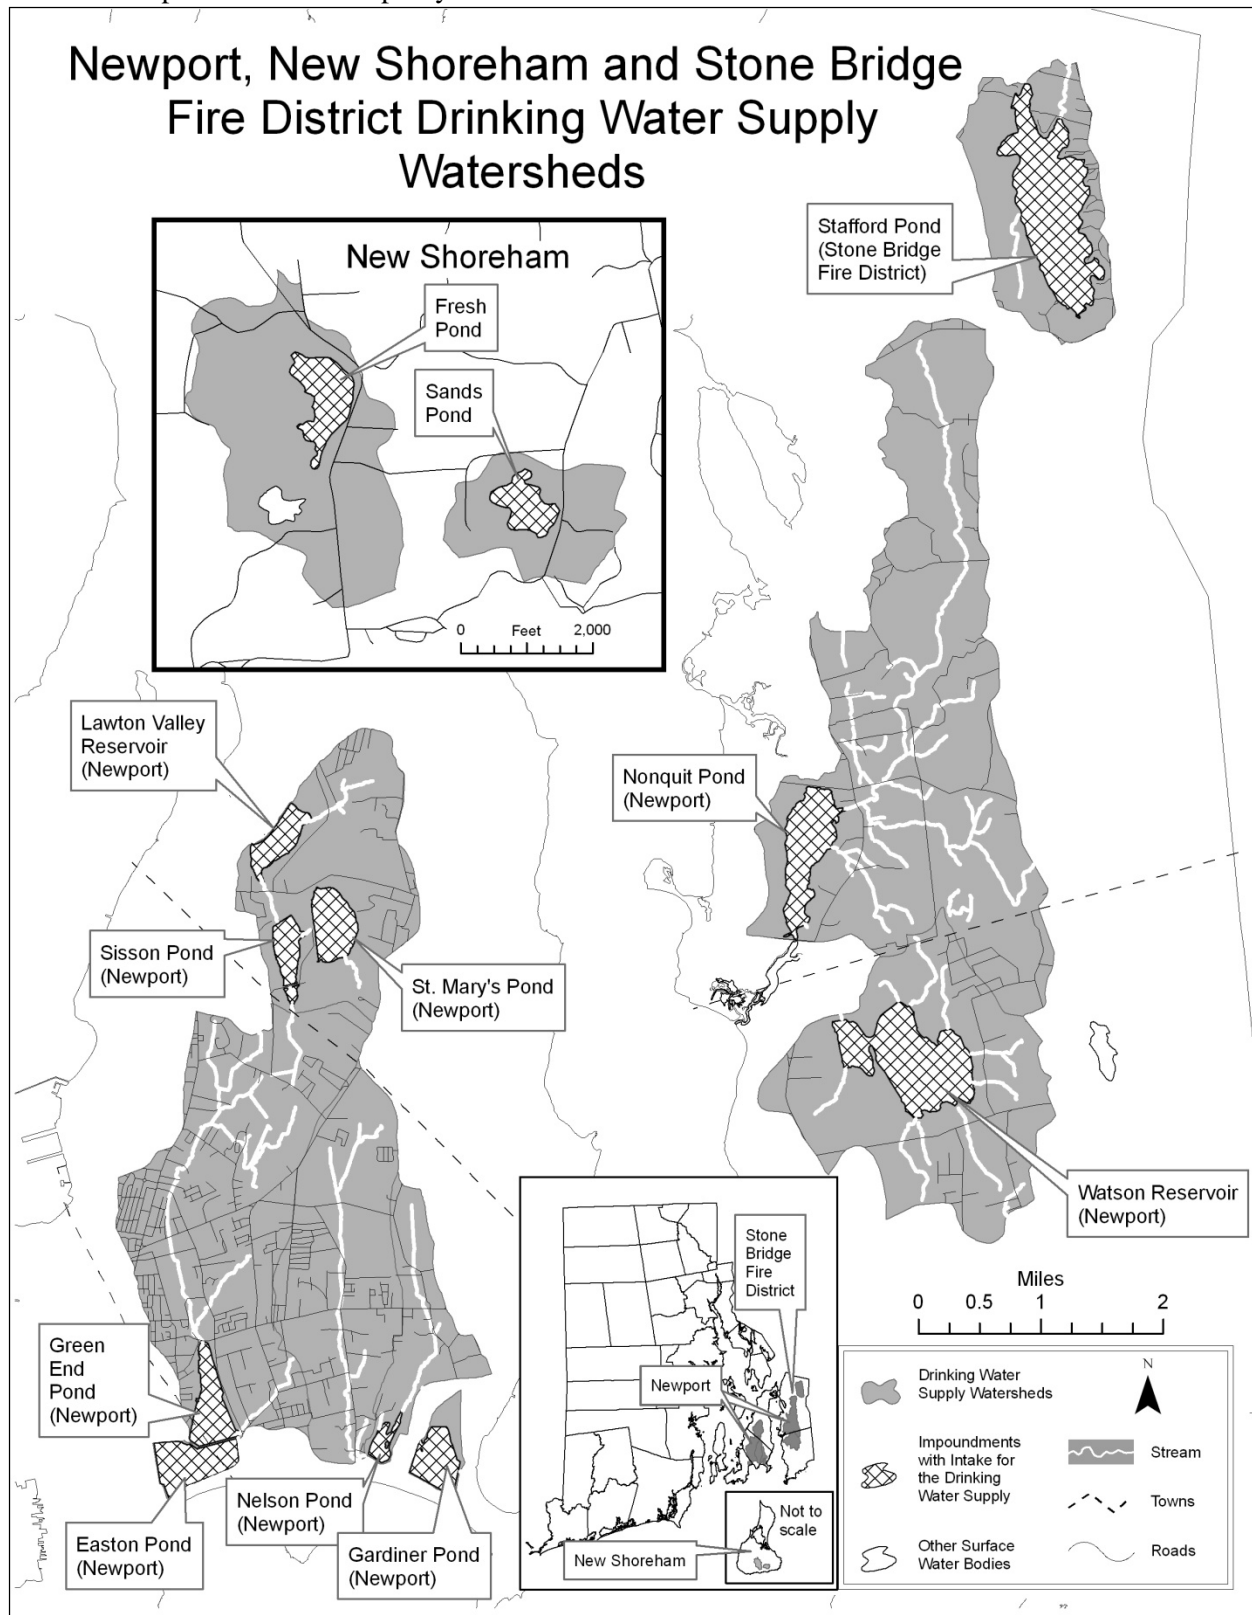 Newport, New Shoreham and Stone Bridge
Fire District Drinking Water Supply
Watersheds
New Shoreham
Fresh
Pond
Sands
Pond
0 Feet 2,000
Stafford Pond
(Stone Bridge
Fire District)
Lawton Valley
Reservoir
(Newport)
Nonquit Pond
(Newport)
Sisson Pond
(Newport)
St. Mary's Pond
(Newport)
Watson Reservoir
(Newport)
Green
End
Pond
(Newport)
Easton Pond
(Newport)
Nelson Pond
(Newport)
Gardiner Pond
(Newport)
Stone
Bridge
Fire
District
Newport
New Shoreham
Not to
scale
Miles
0 0.5 1 2
Drinking Water
Supply Watersheds
N
Impoundments
with Intake for
the Drinking
Water Supply
Stream
Towns
Other Surface
Water Bodies
Roads